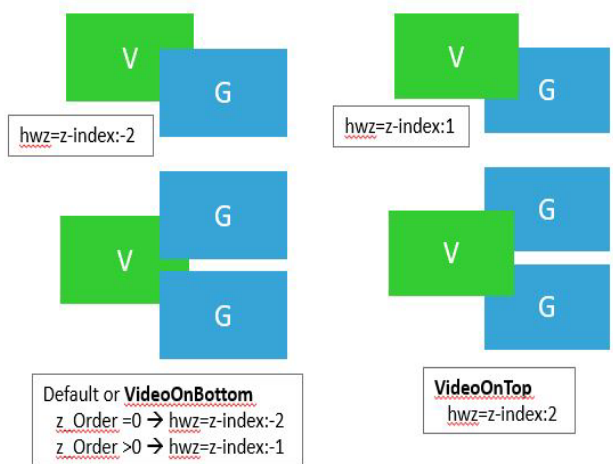 V
G
hwz=z-index:-2
V
G
hwz=z-index:1
G
V
G
G
V
G
Default or VideoOnBottom
z_Order =0 → hwz=z-index:-2
z_Order >0 → hwz=z-index:-1
VideoOnTop
hwz=z-index:2